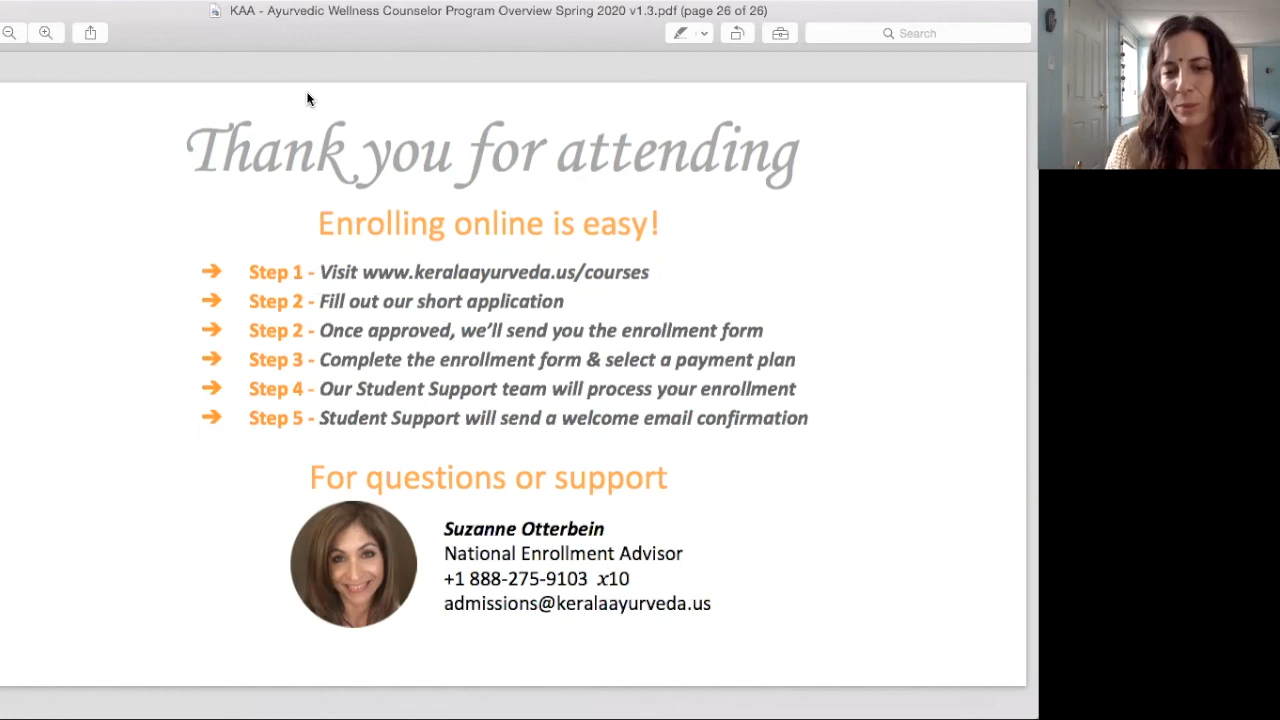 KAA - Ayurvedic Wellness Counselor Program Overview Spring 2020 v1.3.pdf (page 26 of 26)
Search
Thank you for attending
Enrolling online is easy!
➔ Step 1 - Visit www.keralaayurveda.us/courses
➔ Step 2 - Fill out our short application
➔ Step 2 - Once approved, we’ll send you the enrollment form
➔ Step 3 - Complete the enrollment form & select a payment plan
➔ Step 4 - Our Student Support team will process your enrollment
➔ Step 5 - Student Support will send a welcome email confirmation
For questions or support
Suzanne Otterbein
National Enrollment Advisor
+1 888-275-9103 x10
admissions@keralaayurveda.us